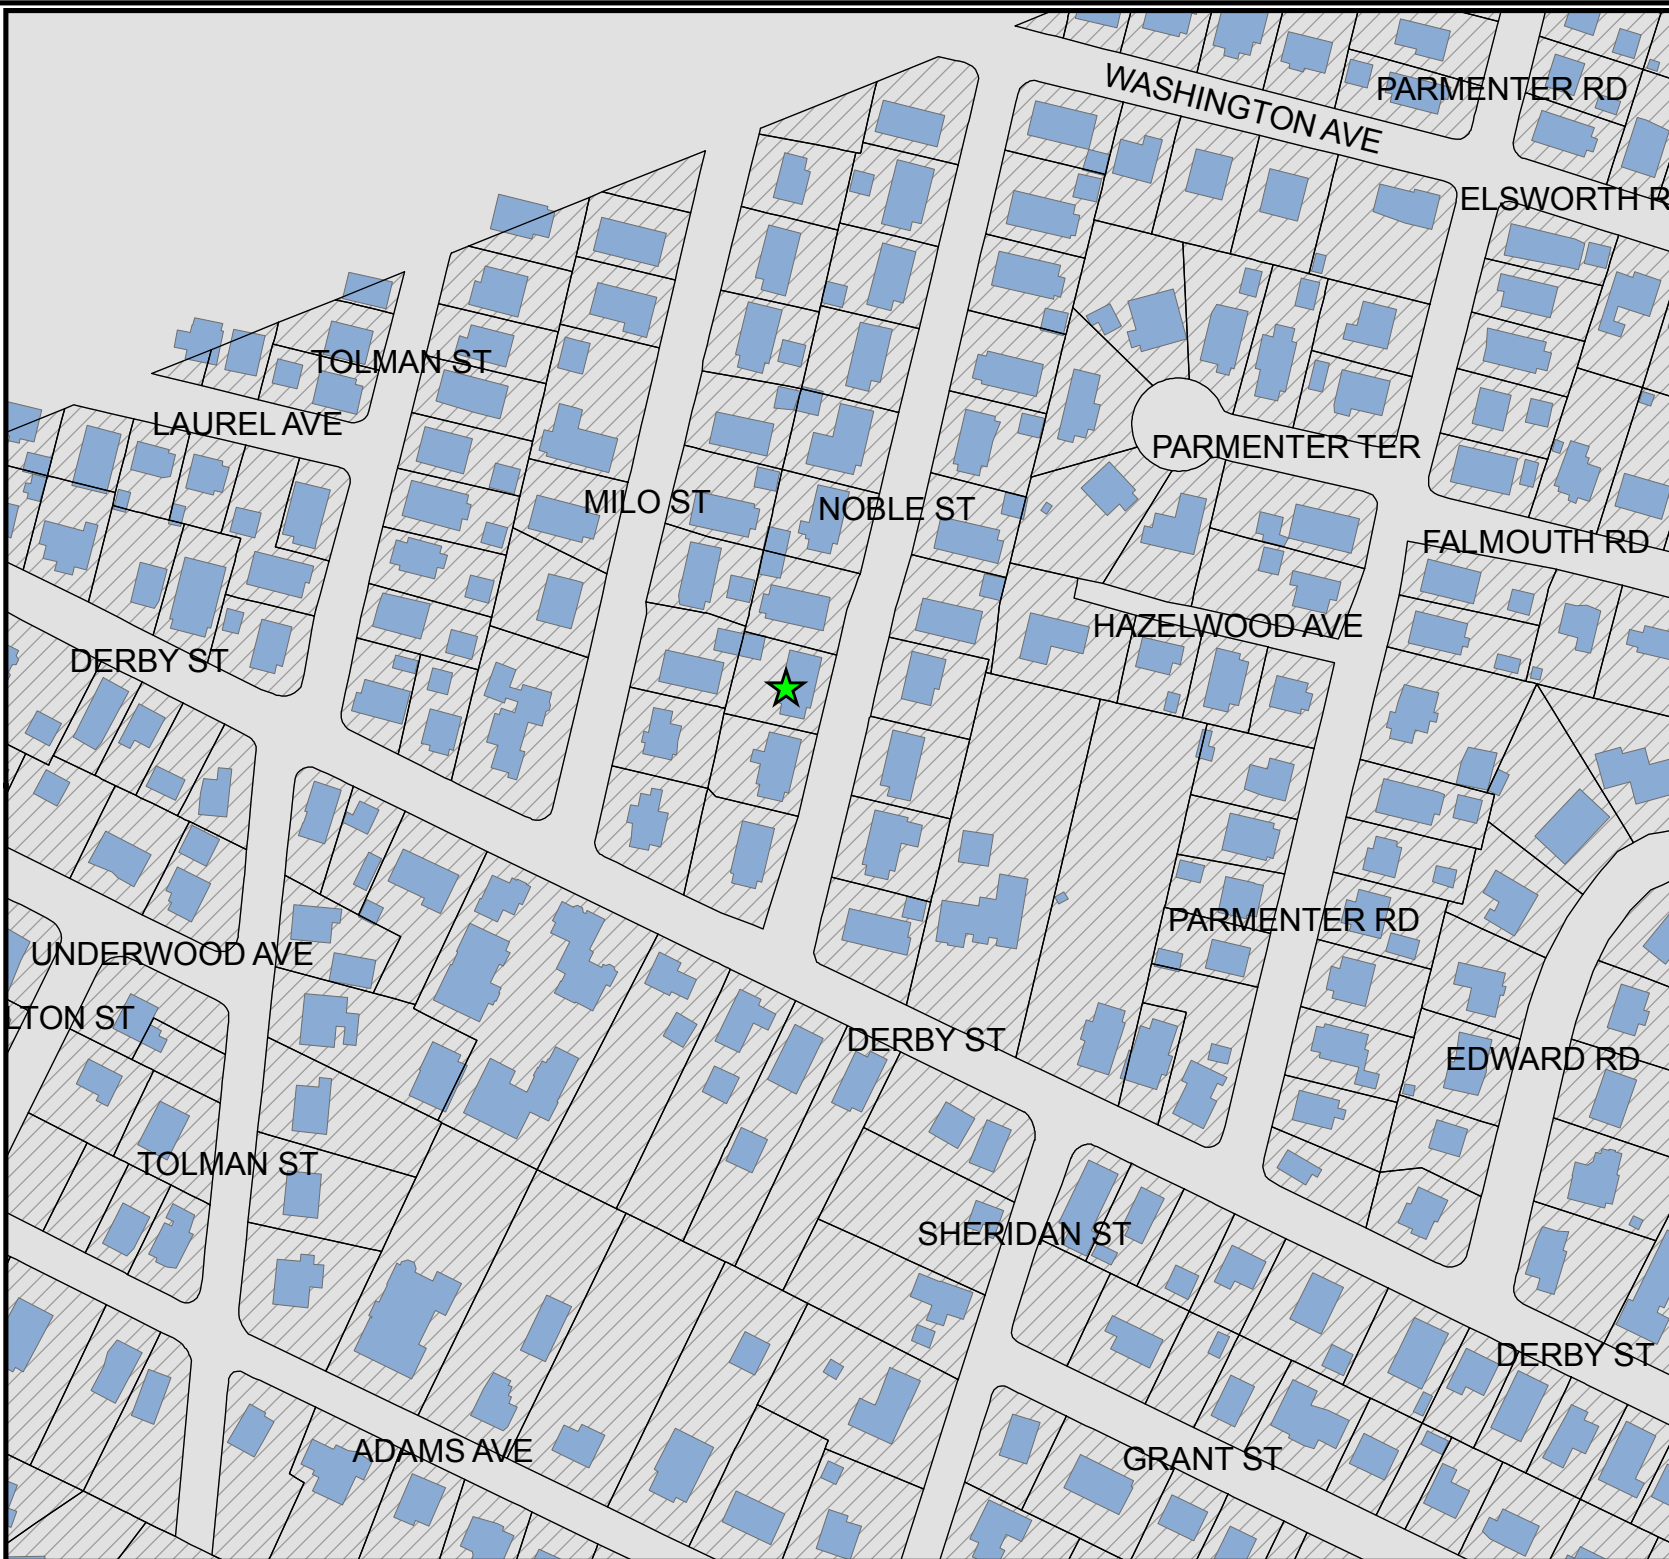 WASHINGTON AVE
PARMENTER RD
ELSWORTH R
TOLMAN ST
LAUREL AVE
PARMENTER TER
MILO ST
NOBLE ST
FALMOUTH RD
HAZELWOOD AVE
DERBY ST
PARMENTER RD
UNDERWOOD AVE
LTON ST
DERBY ST
EDWARD RD
TOLMAN ST
SHERIDAN ST
DERBY ST
ADAMS AVE
GRANT ST